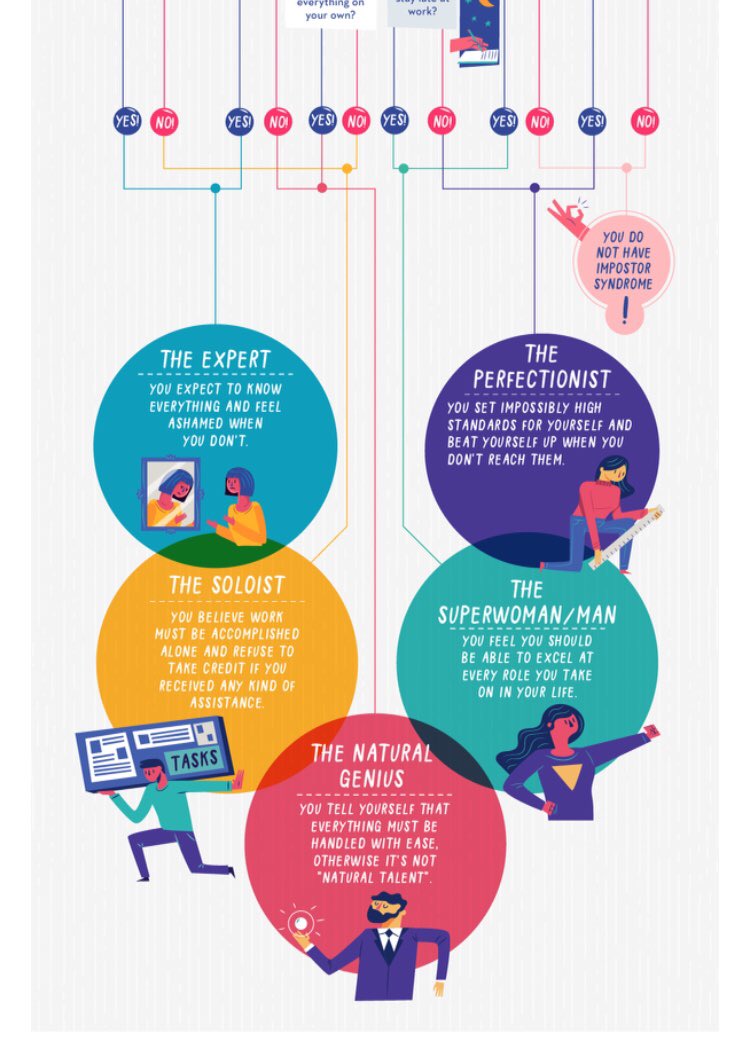 everything on
your own?
stay late at
work?
YES! NO! YES! NO! YES! NO! YES! NO! YES! NO! YES! NO!
YOU DO
NOT HAVE
IMPOSTOR
SYNDROME
!
THE EXPERT
YOU EXPECT TO KNOW
EVERYTHING AND FEEL
ASHAMED WHEN
YOU DON'T.
THE
PERFECTIONIST
YOU SET IMPOSSIBLY HIGH
STANDARDS FOR YOURSELF AND
BEAT YOURSELF UP WHEN YOU
DON'T REACH THEM.
THE SOLOIST
YOU BELIEVE WORK
MUST BE ACCOMPLISHED
ALONE AND REFUSE TO
TAKE CREDIT IF YOU
RECEIVED ANY KIND OF
ASSISTANCE.
THE
SUPERWOMAN/MAN
YOU FEEL YOU SHOULD
BE ABLE TO EXCEL AT
EVERY ROLE YOU TAKE
ON IN YOUR LIFE.
TASKS
THE NATURAL
GENIUS
YOU TELL YOURSELF THAT
EVERYTHING MUST BE
HANDLED WITH EASE,
OTHERWISE IT'S NOT
"NATURAL TALENT".